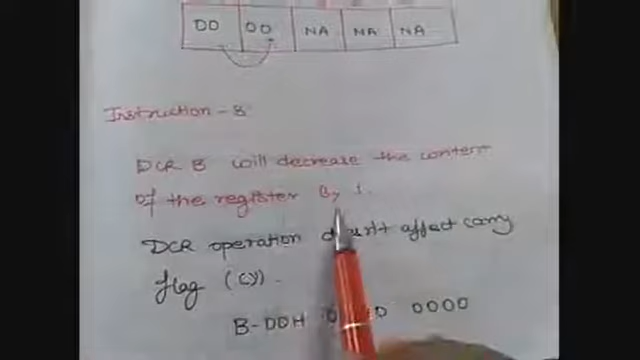 DD DD NA NA NA
Instruction - 8
DCR B will decrease the content
of the register By 1.
DCR operation doesn't affect carry
flag (CY).
B - DDH 0000